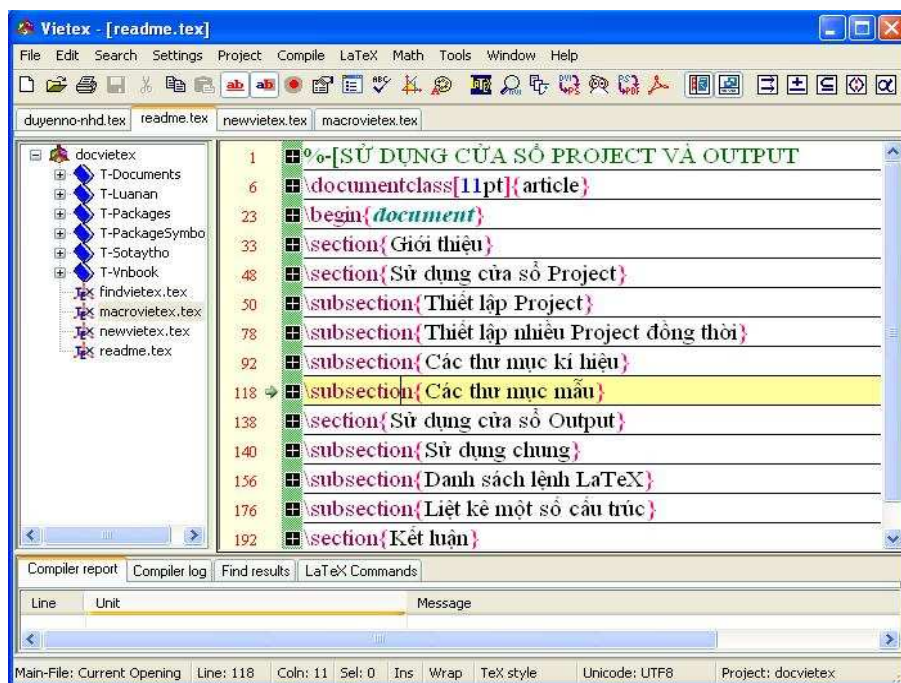 Vietex - [readme.tex]
File Edit Search Settings Project Compile LaTeX Math Tools Window Help
duyenno-nhd.tex readme.tex newvietex.tex macrovietex.tex
docvietex
T-Documents
T-Luanan
T-Packages
T-PackageSymbo
T-Sotaytho
T-Vnbook
findvietex.tex
macrovietex.tex
newvietex.tex
readme.tex
1 %-[SỬ DỤNG CỬA SỔ PROJECT VÀ OUTPUT
6 \documentclass[11pt]{article}
23 \begin{document}
33 \section{Giới thiệu}
48 \section{Sử dụng cửa sổ Project}
50 \subsection{Thiết lập Project}
78 \subsection{Thiết lập nhiều Project đồng thời}
92 \subsection{Các thư mục kí hiệu}
118 \subsection{Các thư mục mẫu}
138 \section{Sử dụng cửa sổ Output}
140 \subsection{Sử dụng chung}
156 \subsection{Danh sách lệnh LaTeX}
176 \subsection{Liệt kê một số cấu trúc}
192 \section{Kết luận}
Compiler report Compiler log Find results LaTeX Commands
Line Unit Message
Main-File: Current Opening Line: 118 Coln: 11 Sel: 0 Ins Wrap TeX style Unicode: UTF8 Project: docvietex